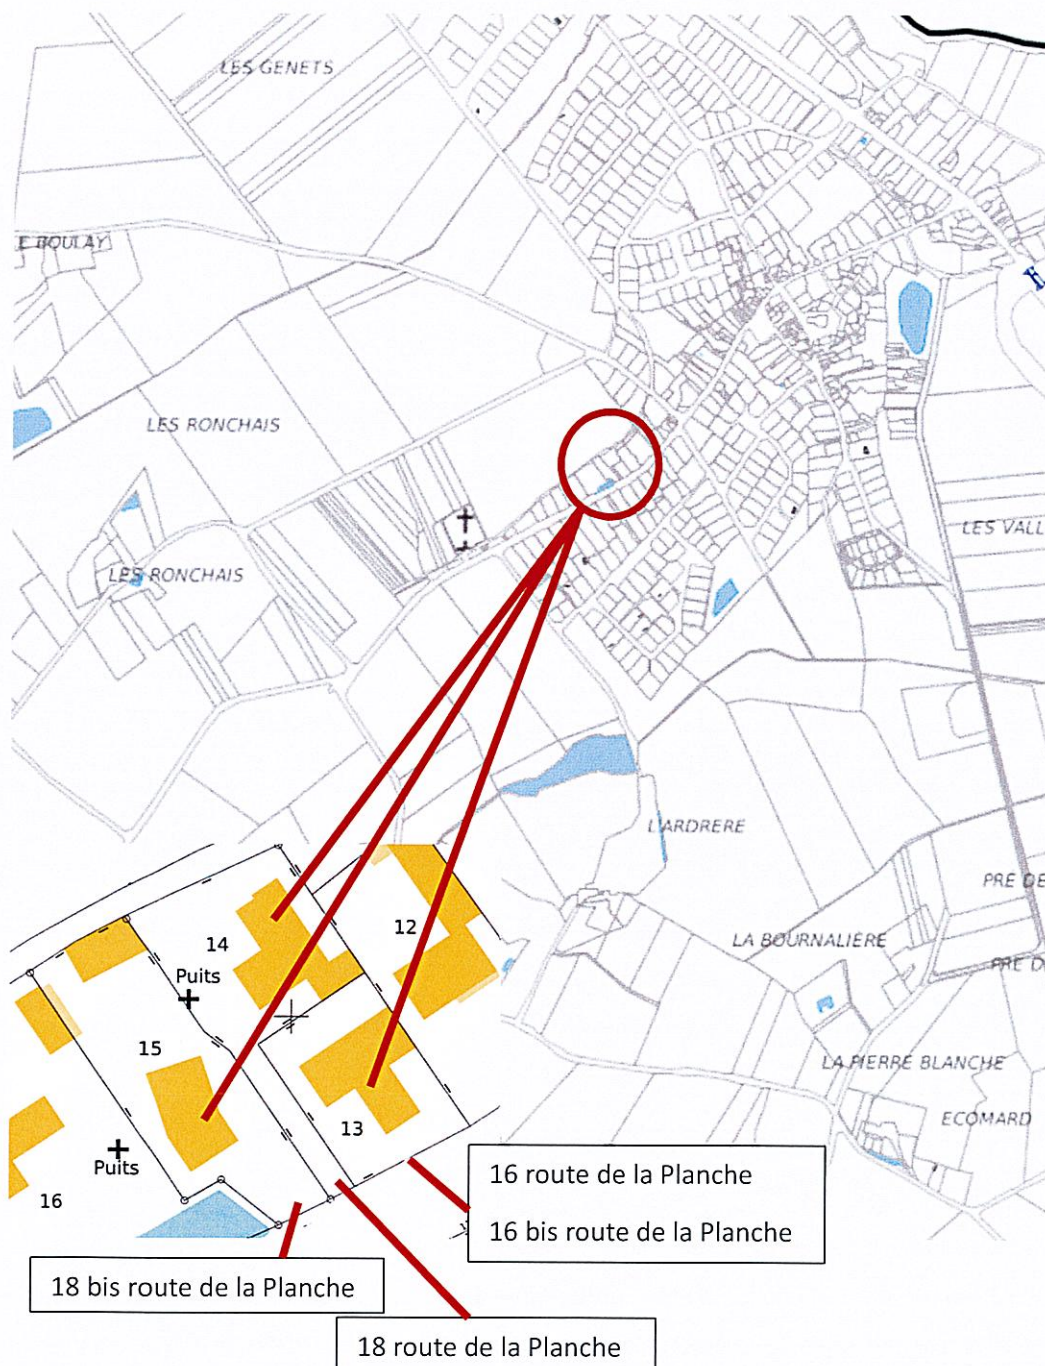 LES GENETS
E BOULAY
LES RONCHAIS
LES RONCHAIS
LES VALL
L'ARDRERE
PRE DE
LA BOURNALIÈRE
PRE D
LA PIERRE BLANCHE
ECOMARD
12
14
Puits
15
13
Puits
16
16 route de la Planche
16 bis route de la Planche
18 bis route de la Planche
18 route de la Planche